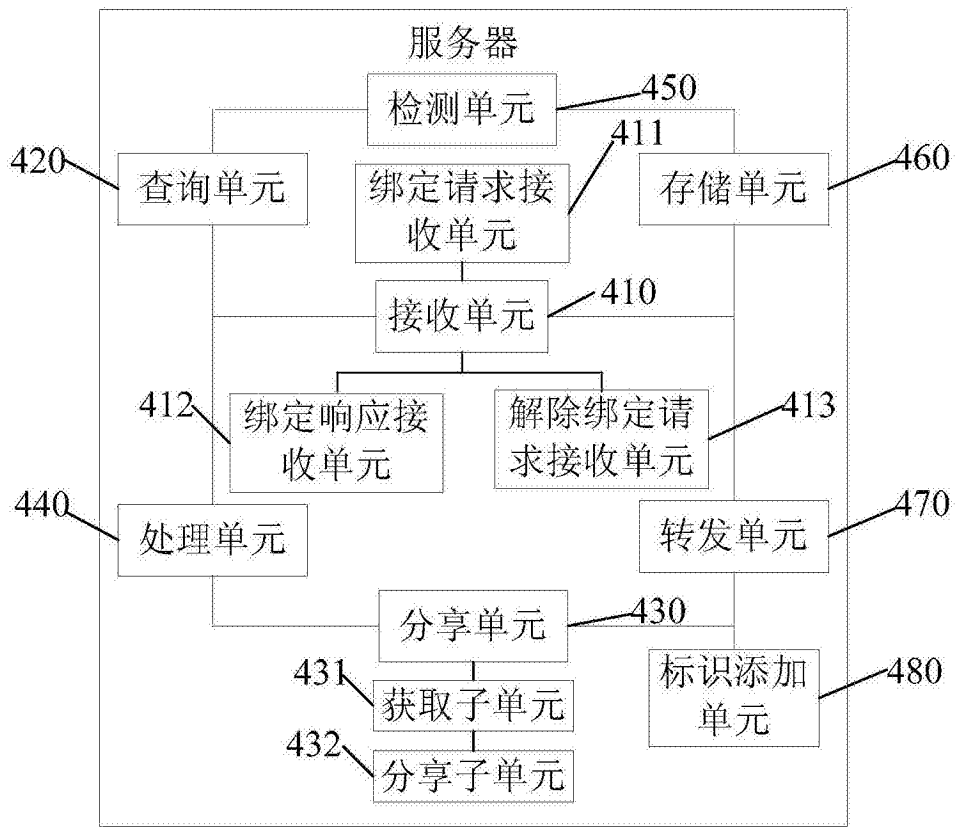 服务器
检测单元
450
411
420
查询单元
绑定请求接
收单元
存储单元
460
接收单元
410
412
绑定响应接
收单元
解除绑定请
求接收单元
413
440
处理单元
转发单元
470
分享单元
430
431
获取子单元
标识添加
单元
480
432
分享子单元